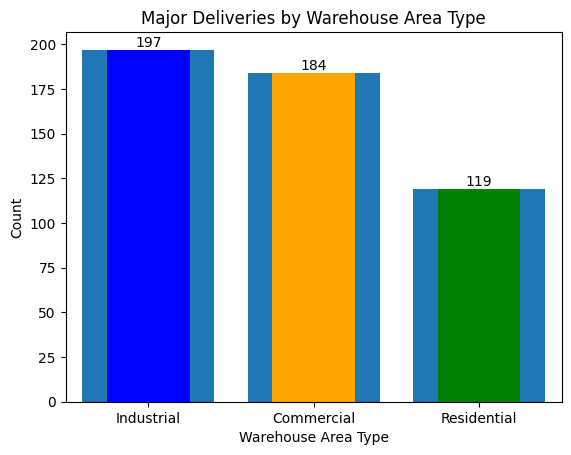 Major Deliveries by Warehouse Area Type
200
175
150
125
100
75
50
25
0
Count
197
184
119
Industrial
Commercial
Residential
Warehouse Area Type